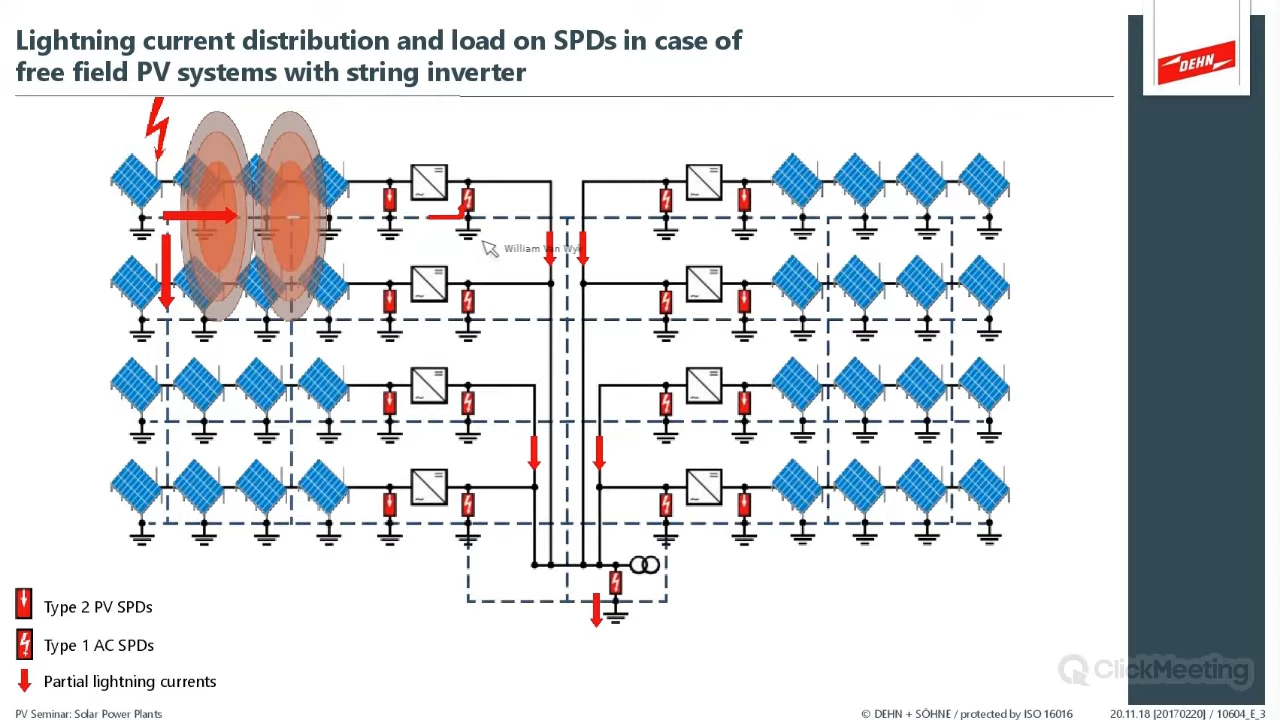 Lightning current distribution and load on SPDs in case of
free field PV systems with string inverter
DEHN
Type 2 PV SPDs
Type 1 AC SPDs
Partial lightning currents
ClickMeeting
PV Seminar: Solar Power Plants
© DEHN + SÖHNE / protected by ISO 16016
20.11.18 |20170220| / 10604_E_3